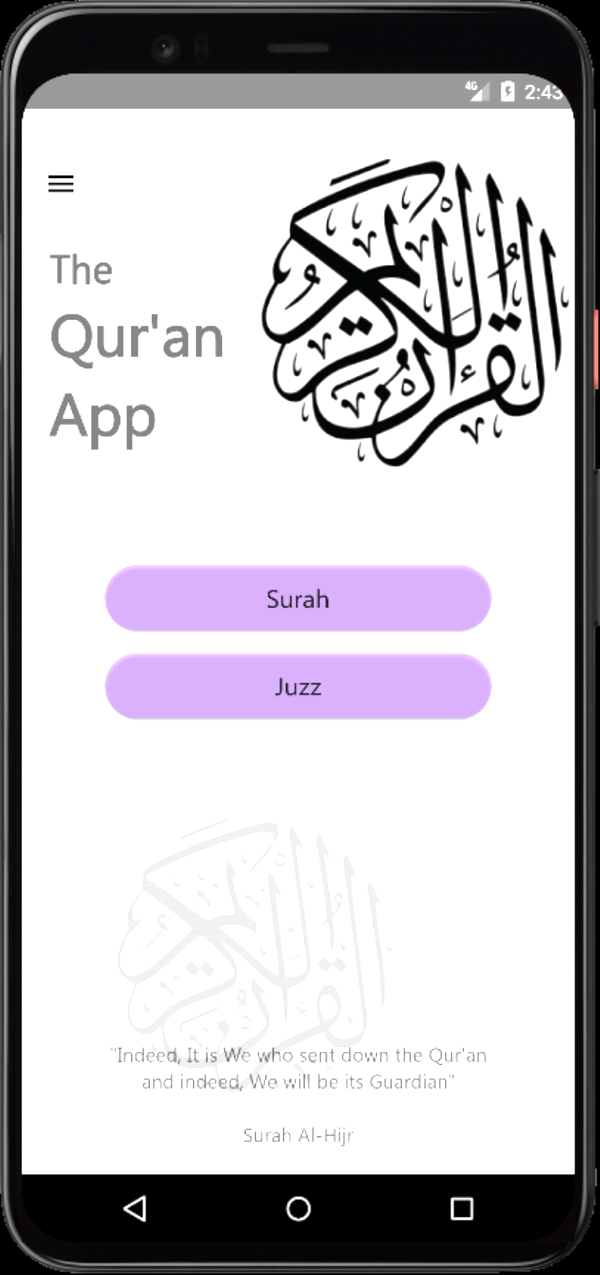 4G 2:43
القرآن الكريم
The
Qur'an
App
Surah
Juzz
القرآن الكريم
"Indeed, It is We who sent down the Qur'an
and indeed, We will be its Guardian"
Surah Al-Hijr